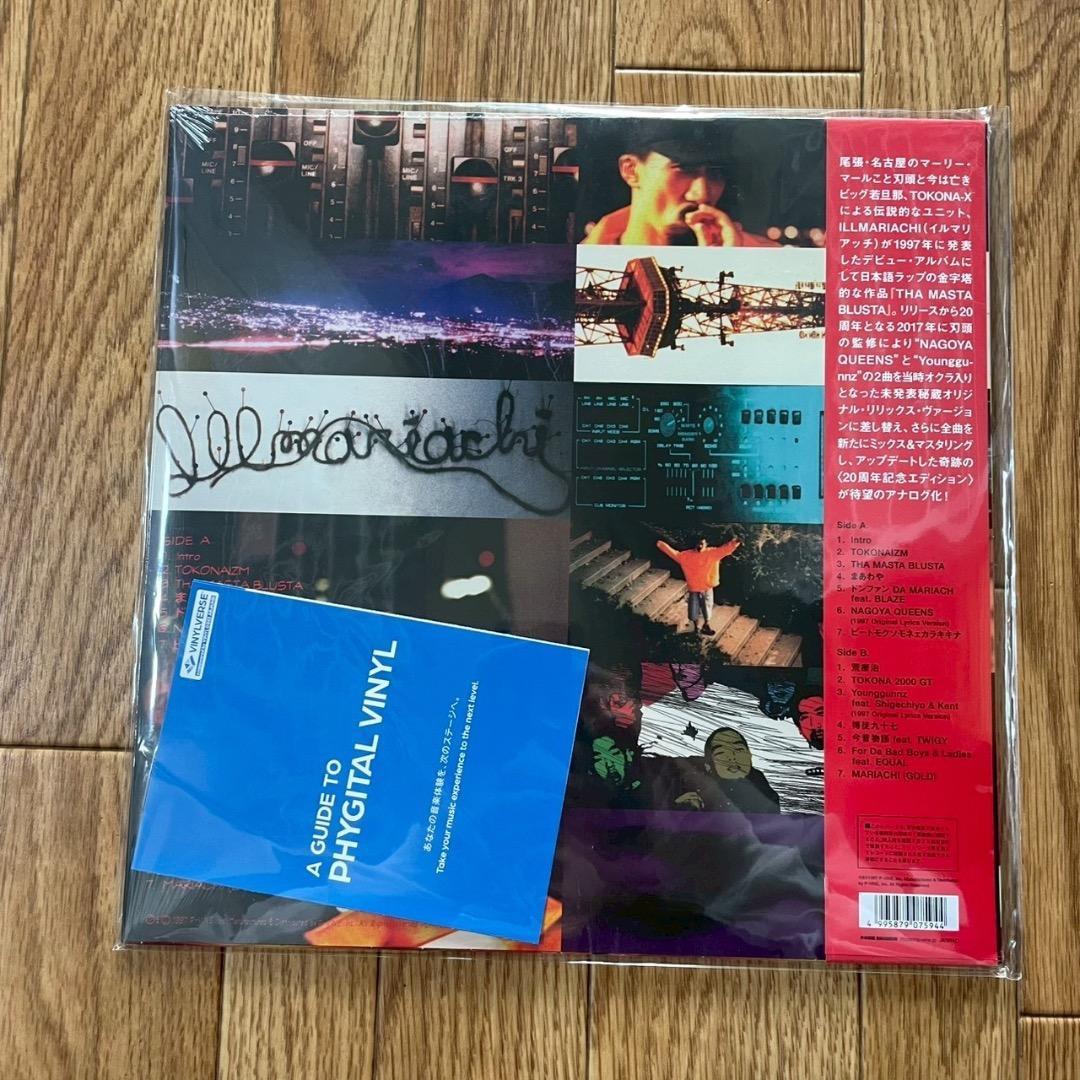 尾張・名古屋のマーリー・
マールこと刃頭と今は亡き
ビッグ若旦那、TOKONA-X
による伝説的なユニット、
ILLMARIACHI(イルマリ
アッチ)が1997年に発表
したデビュー・アルバムに
して日本語ラップの金字塔
的な作品『THA MASTA
BLUSTA』。リリースから20
周年となる2017年に刃頭
の監修により“NAGOYA
QUEENS”と“Younggu-
nnz”の2曲を当時オクラ入り
となった未発表秘蔵オリジ
ナル・リリックス・ヴァージョ
ンに差し替え、さらに全曲を
新たにミックス&マスタリング
し、アップデートした奇跡の
〈20周年記念エディション〉
が待望のアナログ化!
Side A.
1. Intro
2. TOKONAIZM
3. THA MASTA BLUSTA
4. まあわや
5. ドンファン DA MARIACH
feat. BLAZE
6. NAGOYA QUEENS
(1997 Original Lyrics Version)
7. ビートモクソモネェカラキキナ
Side B.
1. 荒療治
2. TOKONA 2000 GT
3. Younggunnz
feat. Shigechiyo & Kent
(1997 Original Lyrics Version)
4. 博徒九十七
5. 今昔物語 feat. TWIGY
6. For Da Bad Boys & Ladies
feat. EQUAL
7. MARIACHI (GOLD)
4 995879 075944
Illmariachi
SIDE A
Intro
TOKONAIZM
THA MASTA BLUSTA
OFF
MIC/
LINE
MIC/
LINE
TRK 3
VINYLVERSE
A GUIDE TO
PHYGITAL VINYL
あなたの音楽体験を、次のステージへ。
Take your music experience to the next level.